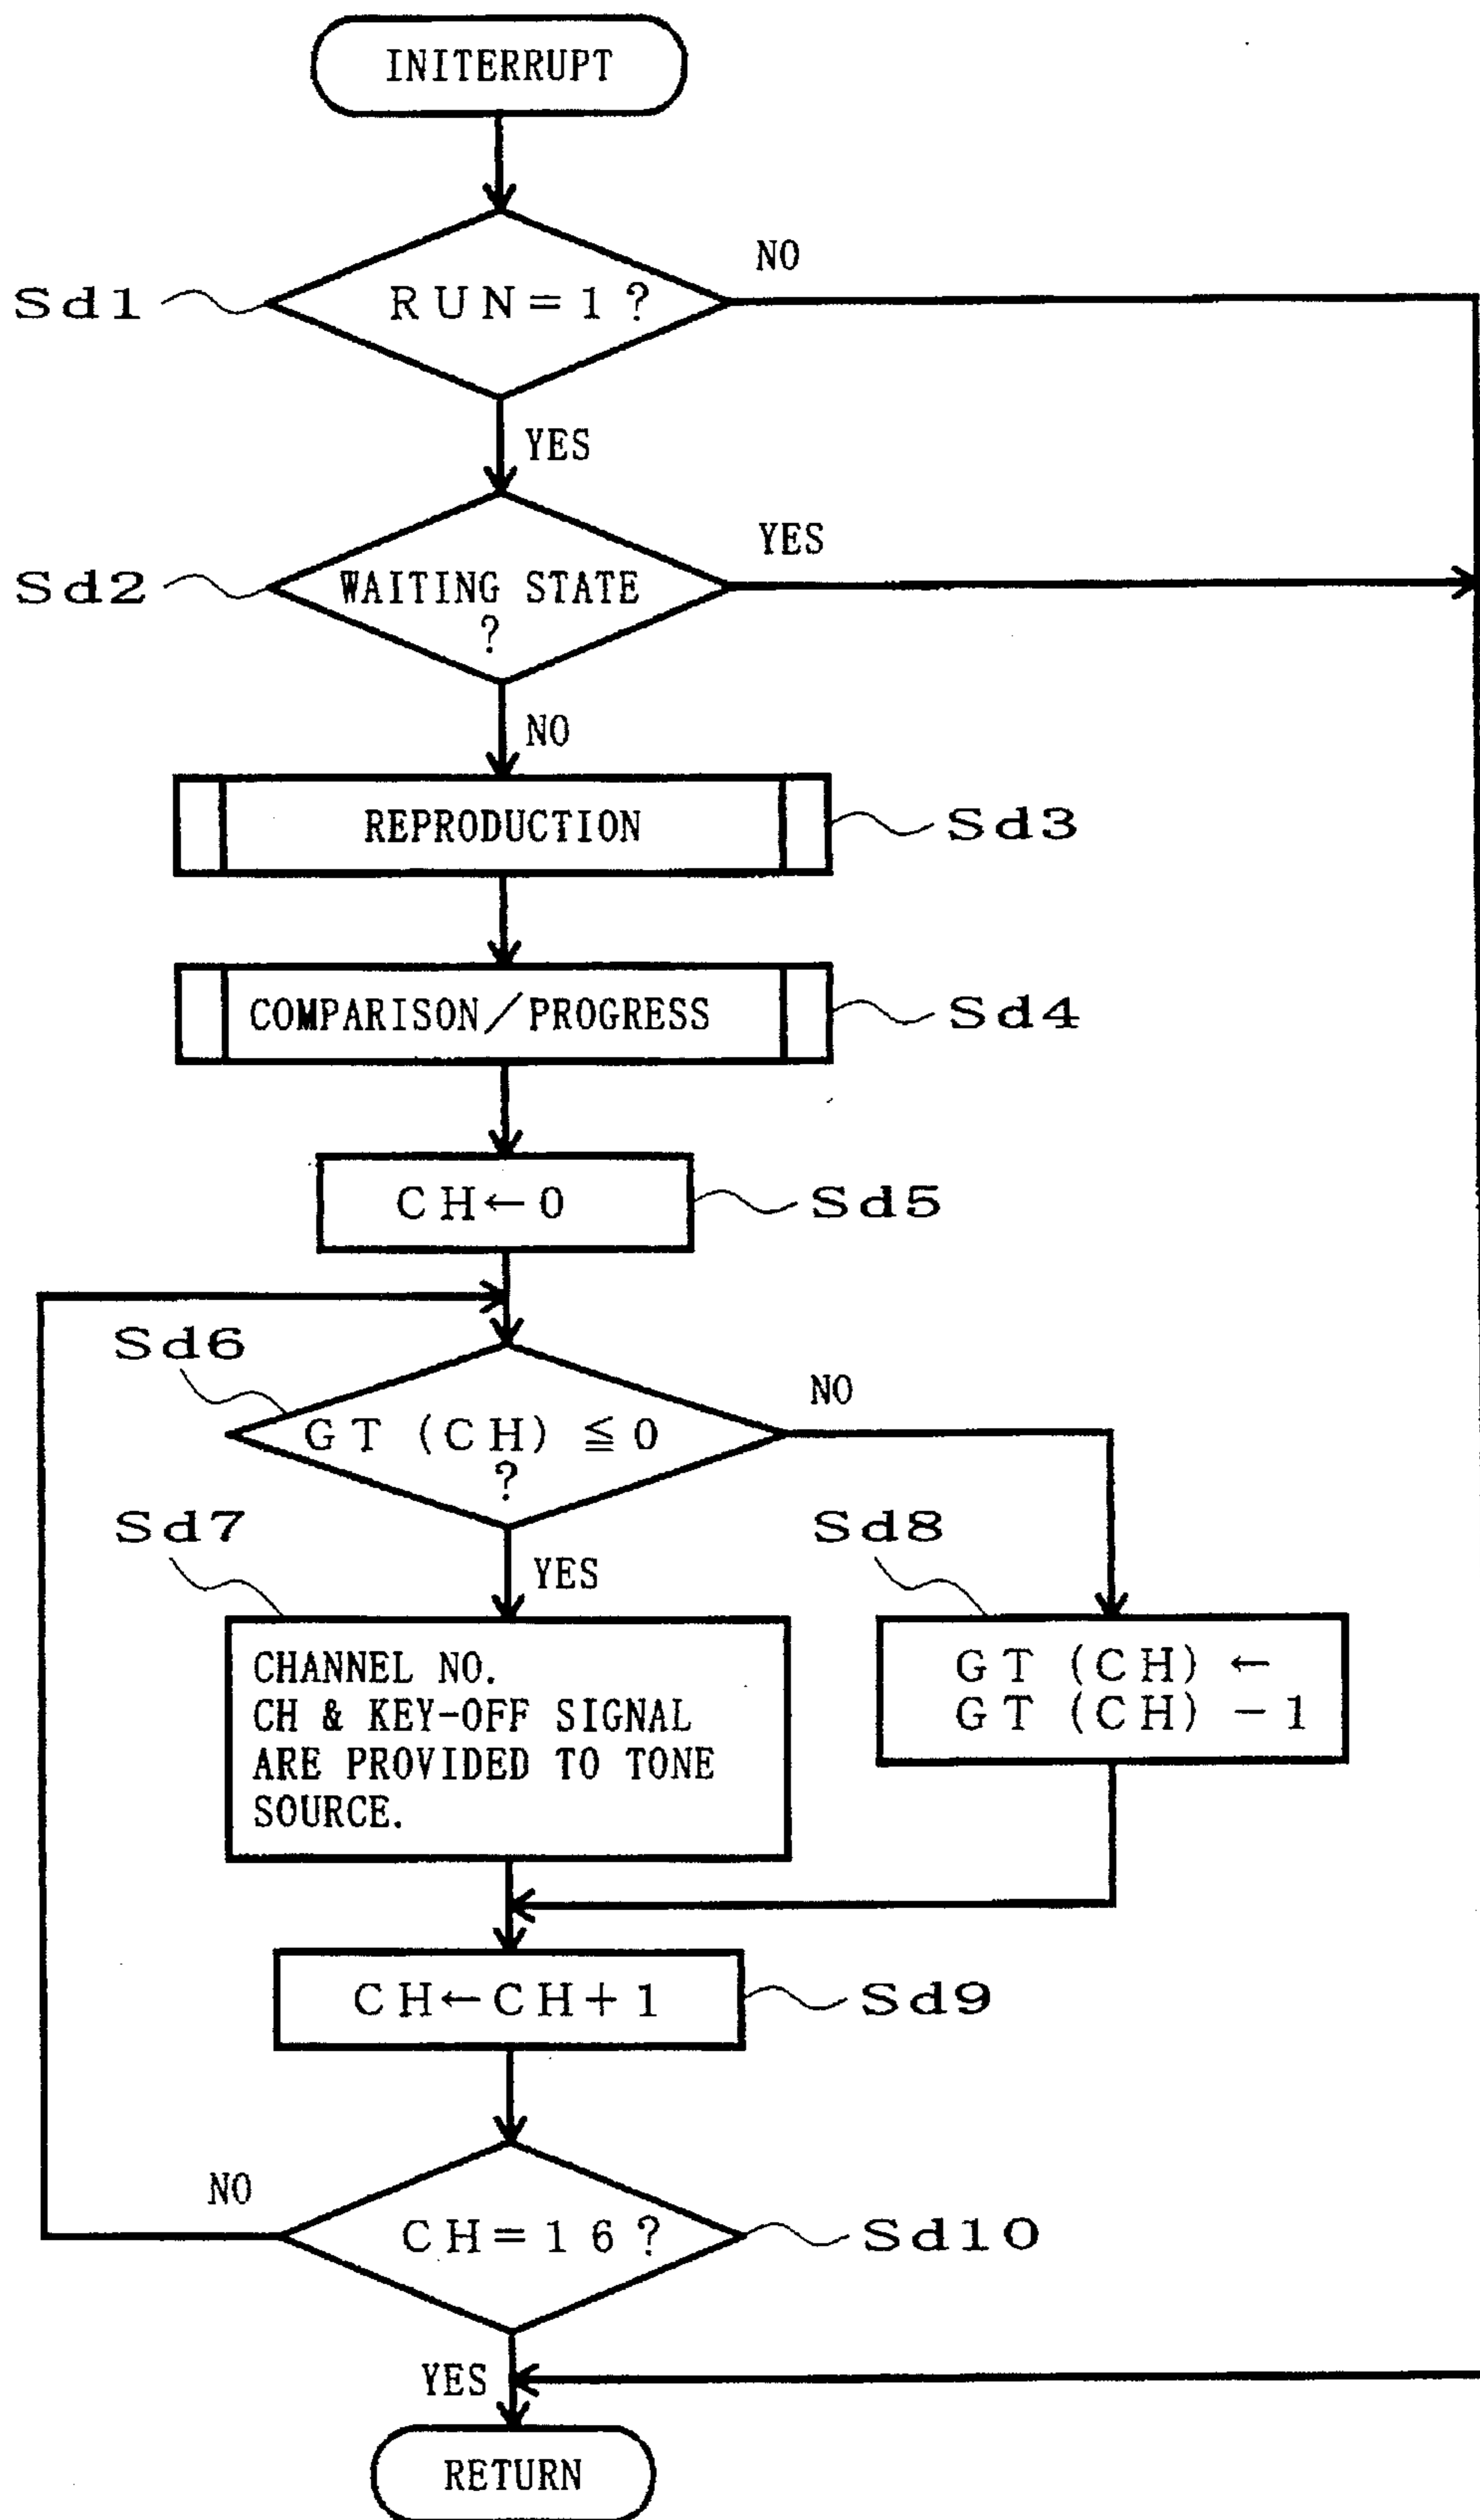 INITERRUPT
NO
Sd1
RUN=1?
YES
YES
Sd2
WAITING STATE
?
NO
REPRODUCTION
Sd3
COMPARISON/PROGRESS
Sd4
CH←0
Sd5
Sd6
NO
GT (CH) ≦0
?
Sd7
Sd8
YES
CHANNEL NO.
CH & KEY-OFF SIGNAL
ARE PROVIDED TO TONE
SOURCE.
GT (CH) ←
GT (CH) −1
CH←CH+1
Sd9
NO
CH=16?
Sd10
YES
RETURN